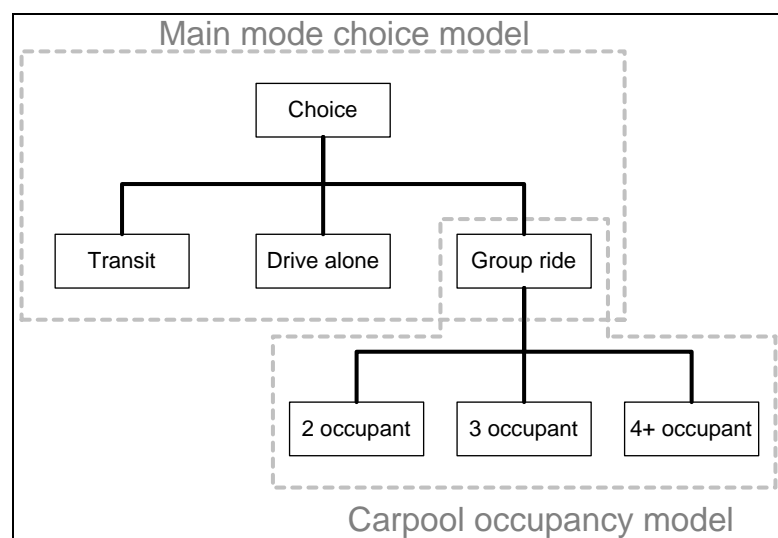 Main mode choice model
Choice
Transit
Drive alone
Group ride
2 occupant
3 occupant
4+ occupant
Carpool occupancy model